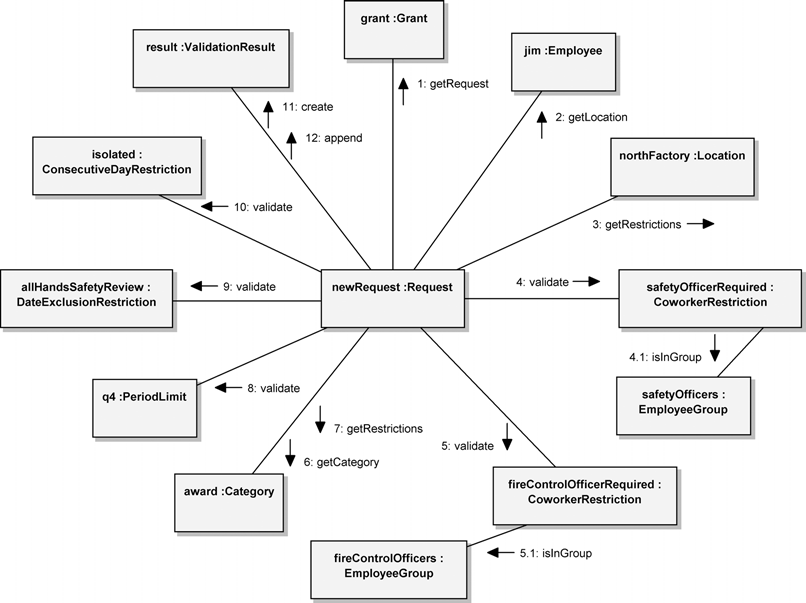 grant :Grant
result :ValidationResult
jim :Employee
1: getRequest
11: create
2: getLocation
12: append
isolated :
ConsecutiveDayRestriction
northFactory :Location
10: validate
3: getRestrictions
allHandsSafetyReview :
DateExclusionRestriction
9: validate
newRequest :Request
4: validate
safetyOfficerRequired :
CoworkerRestriction
4.1: isInGroup
q4 :PeriodLimit
8: validate
safetyOfficers :
EmployeeGroup
7: getRestrictions
5: validate
6: getCategory
award :Category
fireControlOfficerRequired :
CoworkerRestriction
fireControlOfficers :
EmployeeGroup
5.1: isInGroup